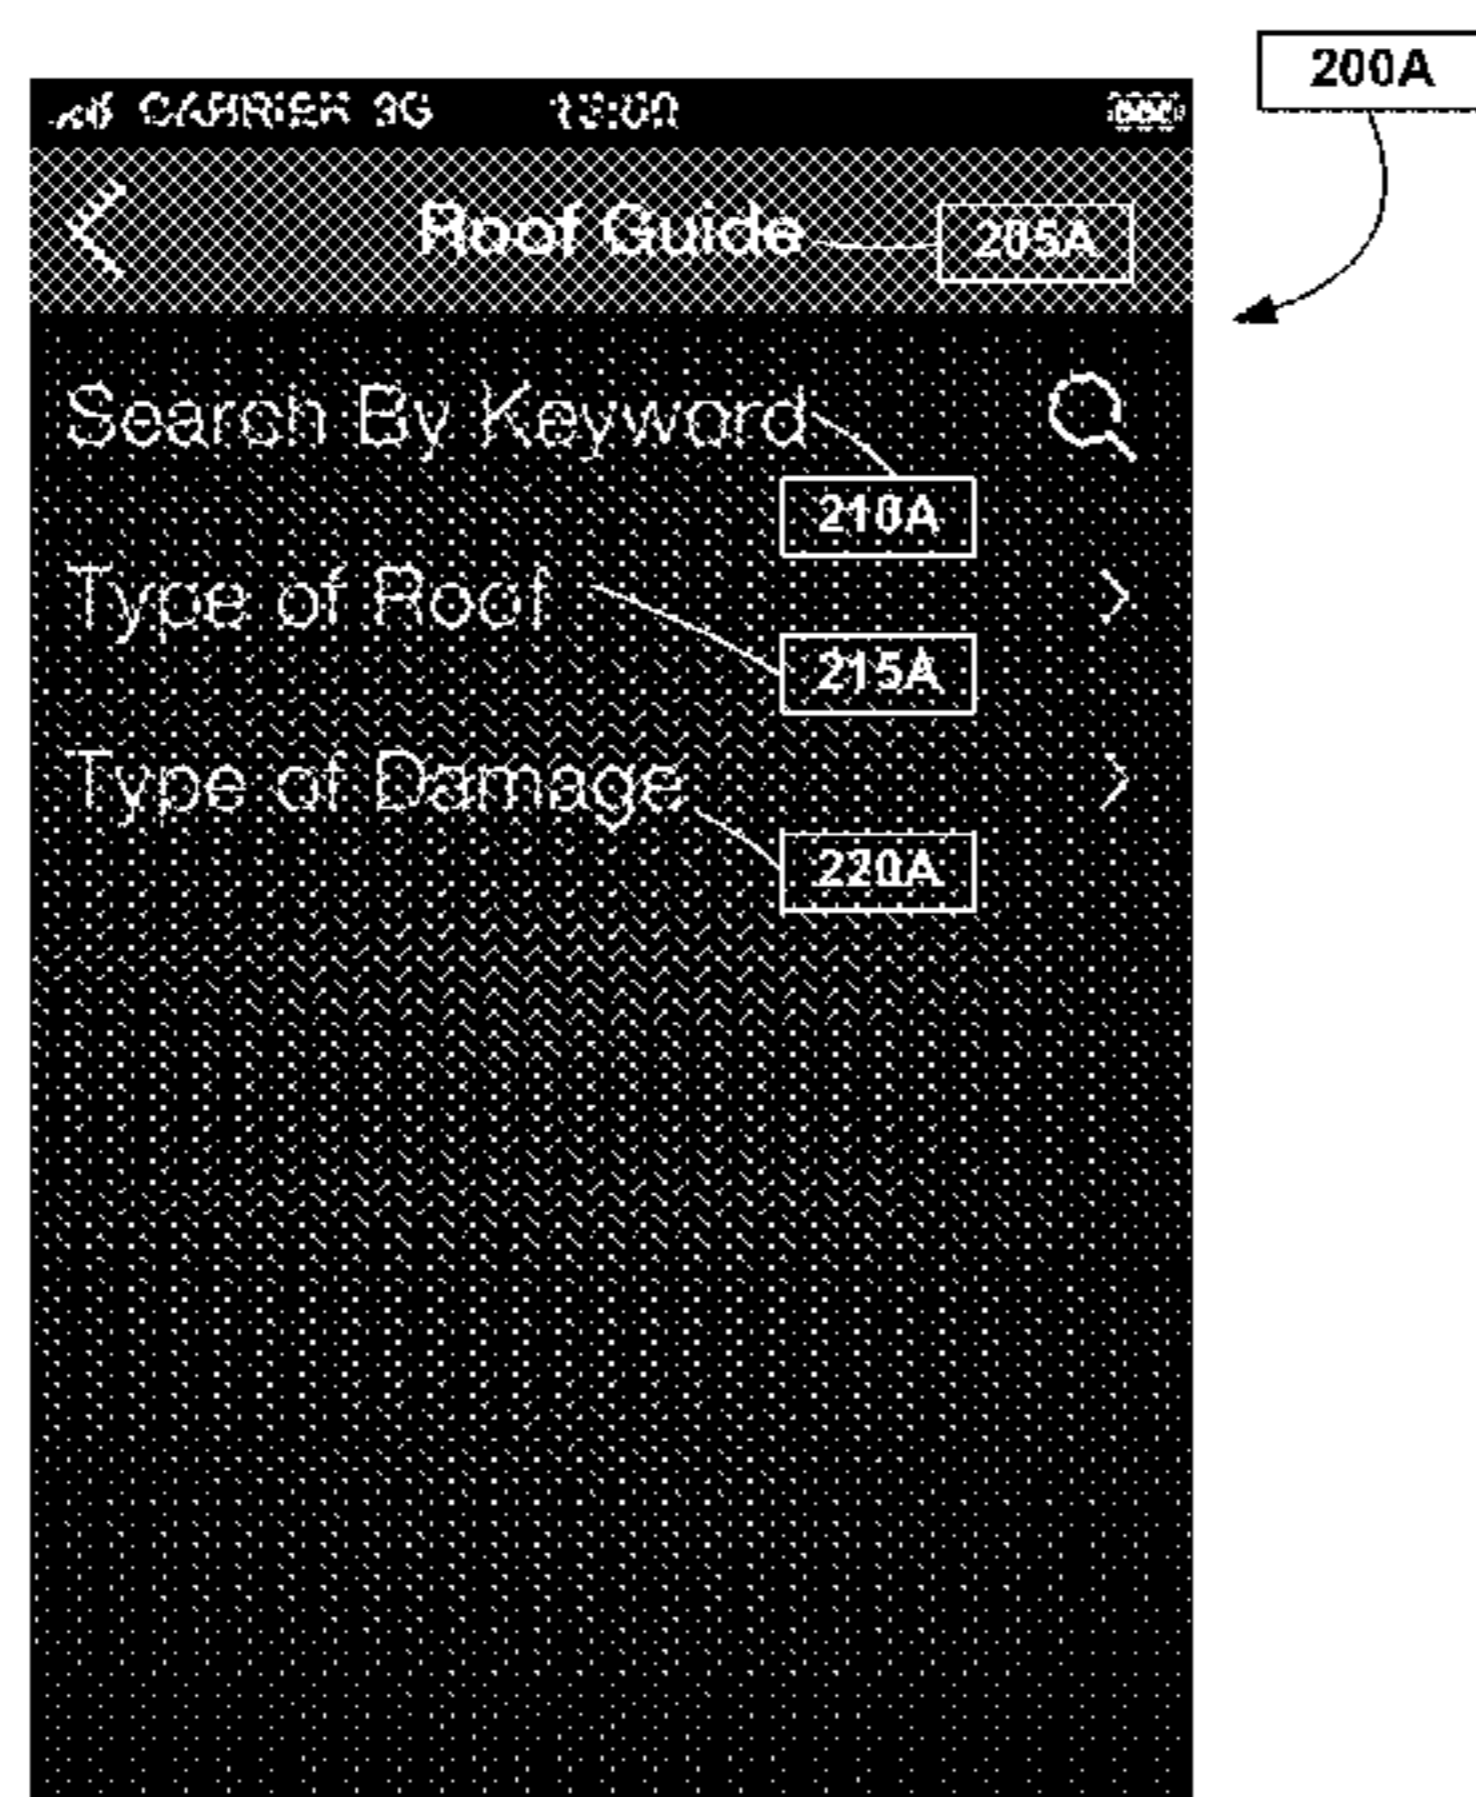 200A
CARRIER 3G
Roof Guide 205A
Search By Keyword
210A
Type of Roof
215A
Type of Damage
220A